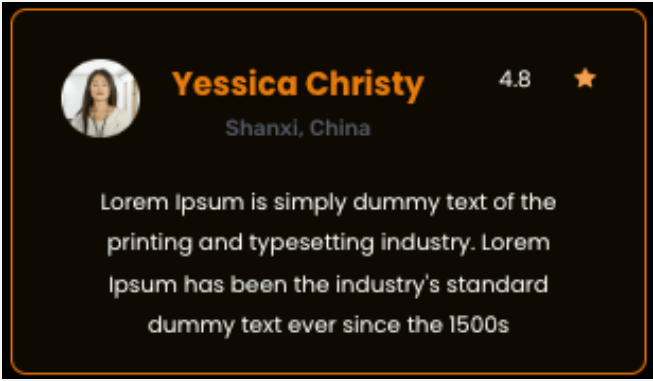 Yessica Christy
4.8
Shanxi, China
Lorem Ipsum is simply dummy text of the
printing and typesetting industry. Lorem
Ipsum has been the industry's standard
dummy text ever since the 1500s